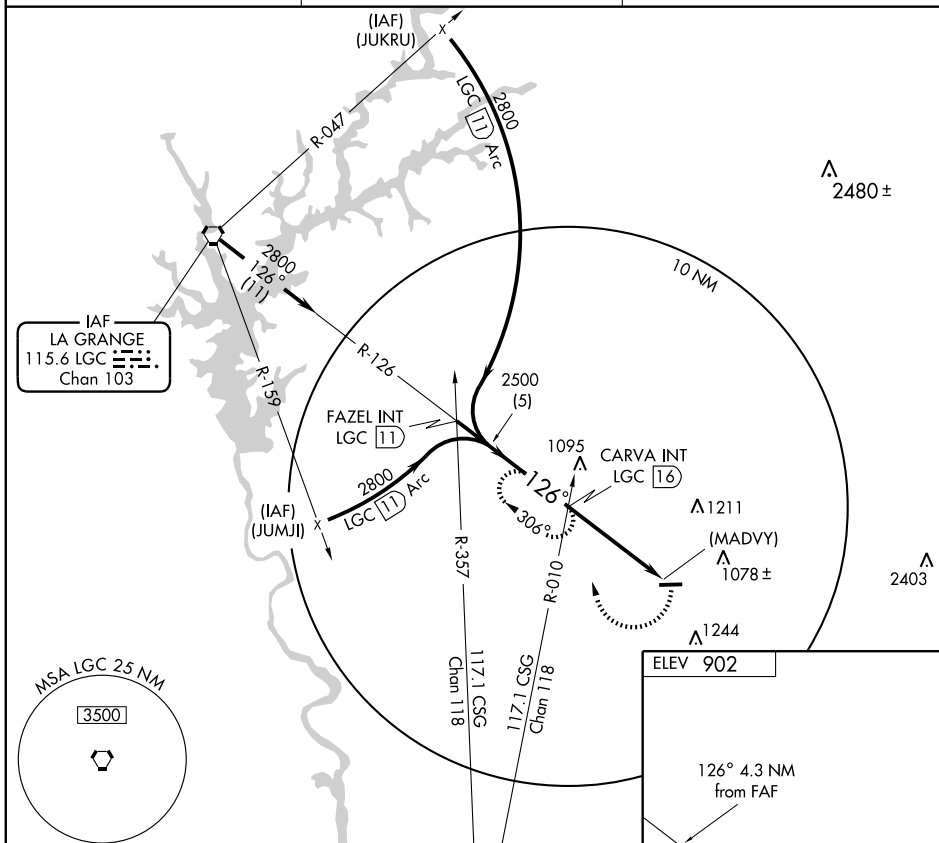 (IAF)
(JUKRU)
LGC 11 Arc
2800
R-047
2480 ±
10 NM
2800
126°
(11)
IAF
LA GRANGE
115.6 LGC
Chan 103
R-159
R-126
2500
(5)
FAZEL INT
LGC 11
1095
CARVA INT
LGC 16
2800
LGC 11 Arc
126°
306°
1211
(IAF)
(JUMJI)
(MADVY)
1078 ±
2403
R-357
R-010
1244
117.1 CSG
Chan 118
117.1 CSG
Chan 118
ELEV 902
MSA LGC 25 NM
3500
126° 4.3 NM
from FAF